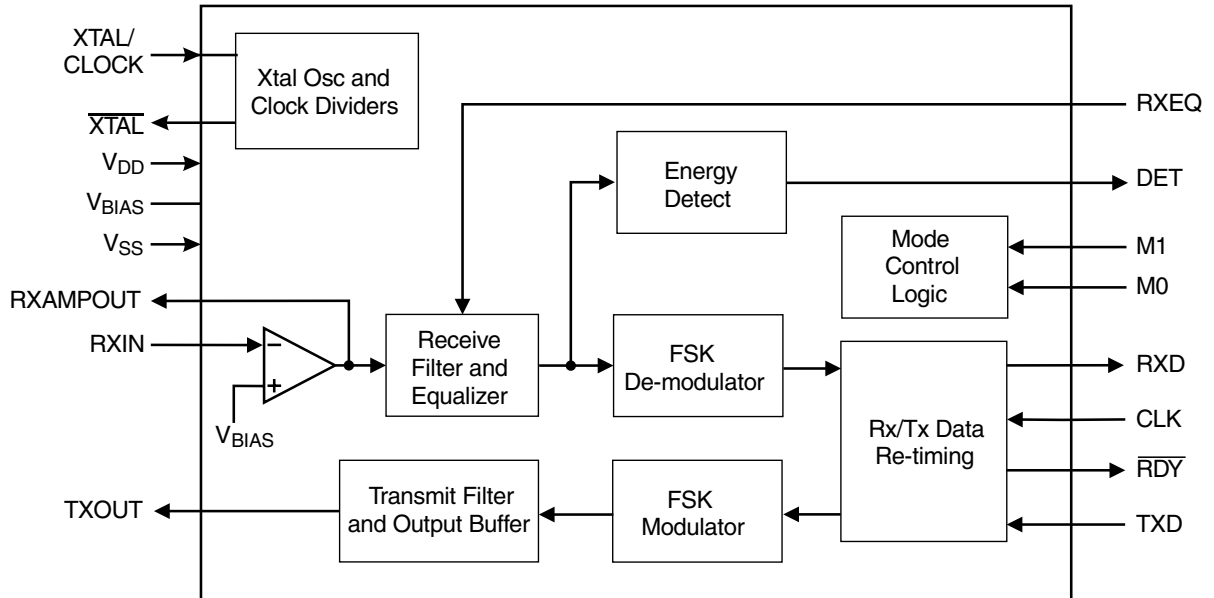 XTAL/
CLOCK
XTAL
VDD
VBIAS
VSS
RXAMPOUT
RXIN
TXOUT
Xtal Osc and
Clock Dividers
−
+
VBIAS
Receive
Filter and
Equalizer
Energy
Detect
Mode
Control
Logic
FSK
De-modulator
Rx/Tx Data
Re-timing
Transmit Filter
and Output Buffer
FSK
Modulator
RXEQ
DET
M1
M0
RXD
CLK
RDY
TXD